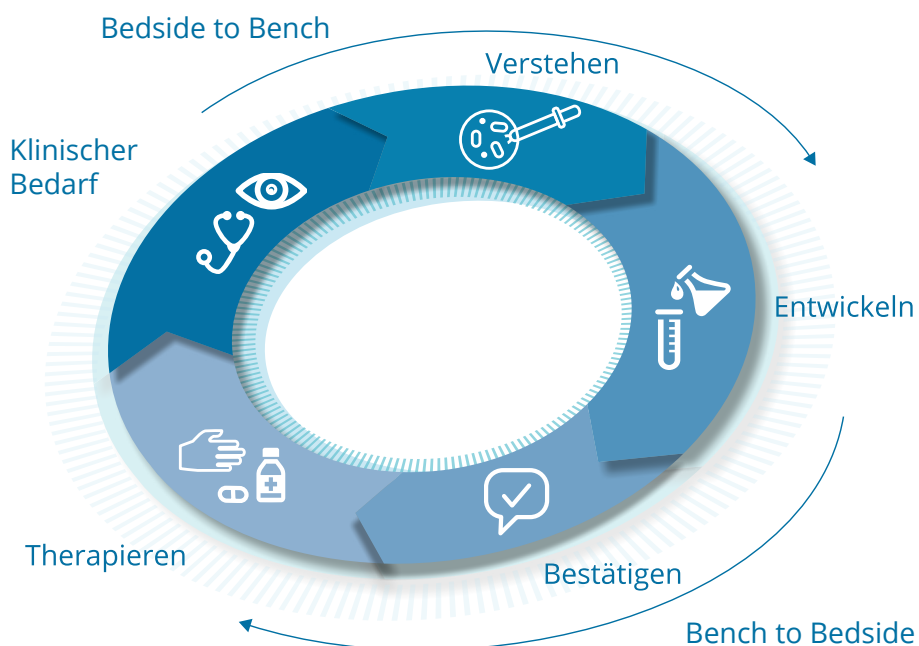 Bedside to Bench
Verstehen
Klinischer
Bedarf
Entwickeln
Therapieren
Bestätigen
Bench to Bedside